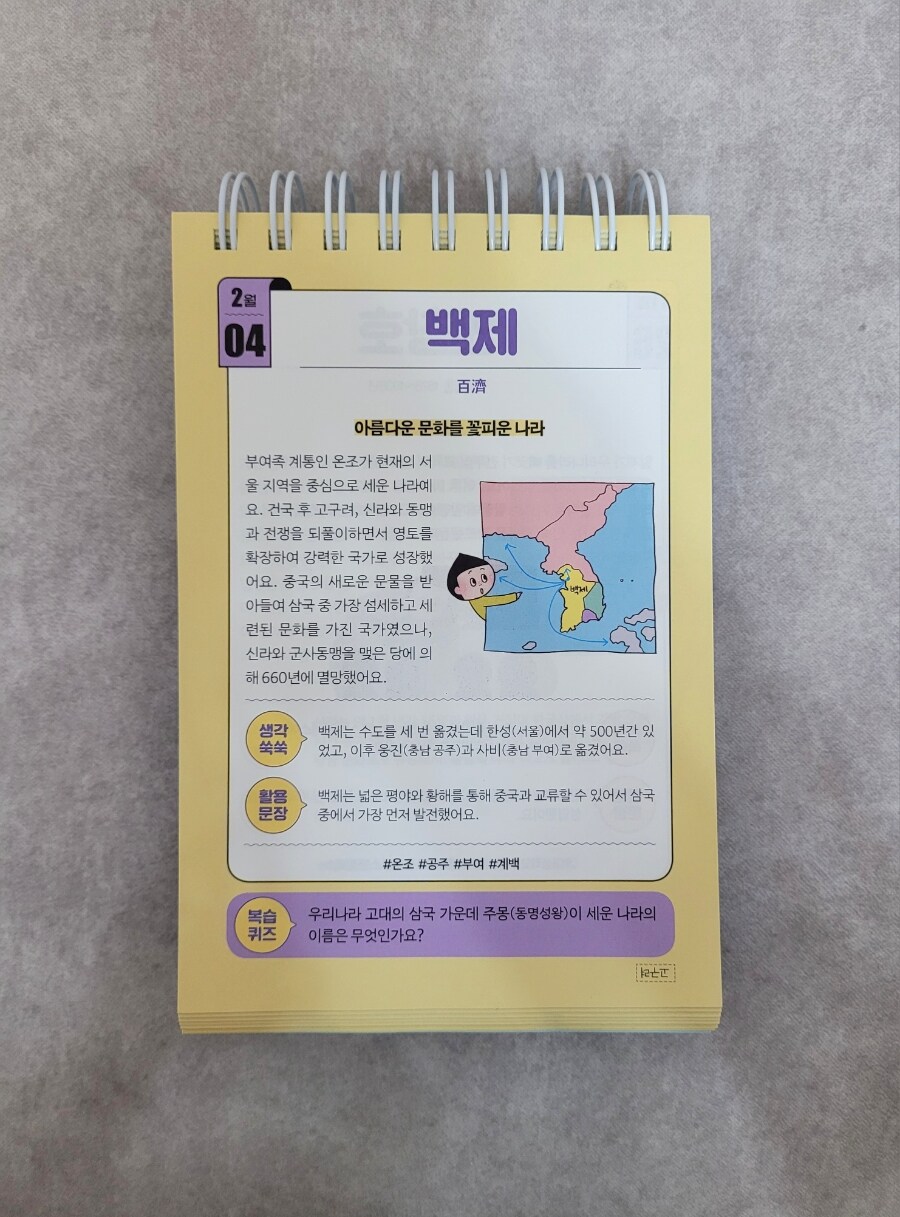 2월
04
백제
百濟
아름다운 문화를 꽃피운 나라
부여족 계통인 온조가 현재의 서
울 지역을 중심으로 세운 나라예
요. 건국 후 고구려, 신라와 동맹
과 전쟁을 되풀이하면서 영토를
확장하여 강력한 국가로 성장했
어요. 중국의 새로운 문물을 받
아들여 삼국 중 가장 섬세하고 세
련된 문화를 가진 국가였으나,
신라와 군사동맹을 맺은 당에 의
해 660년에 멸망했어요.
백제
생각
쑥쑥
백제는 수도를 세 번 옮겼는데 한성(서울)에서 약 500년간 있
었고, 이후 웅진(충남 공주)과 사비(충남 부여)로 옮겼어요.
활용
문장
백제는 넓은 평야와 황해를 통해 중국과 교류할 수 있어서 삼국
중에서 가장 먼저 발전했어요.
#온조 #공주 #부여 #계백
복습
퀴즈
우리나라 고대의 삼국 가운데 주몽(동명성왕)이 세운 나라의
이름은 무엇인가요?
고구려